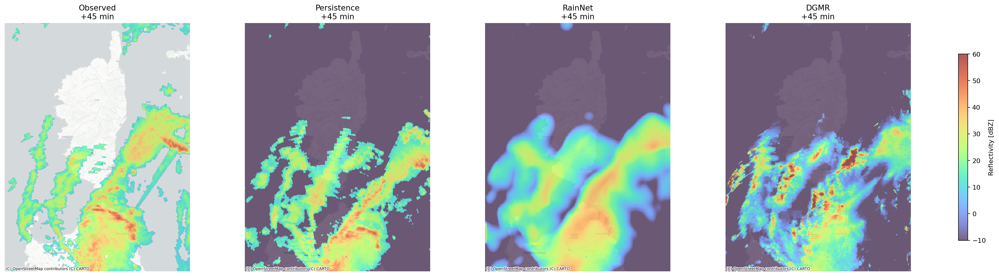 Observed
+45 min
Persistence
+45 min
RainNet
+45 min
DGMR
+45 min
AJACCIO
(C) OpenStreetMap contributors (C) CARTO
(C) OpenStreetMap contributors (C) CARTO
(C) OpenStreetMap contributors (C) CARTO
(C) OpenStreetMap contributors (C) CARTO
60
50
40
30
20
10
0
−10
Reflectivity [dBZ]